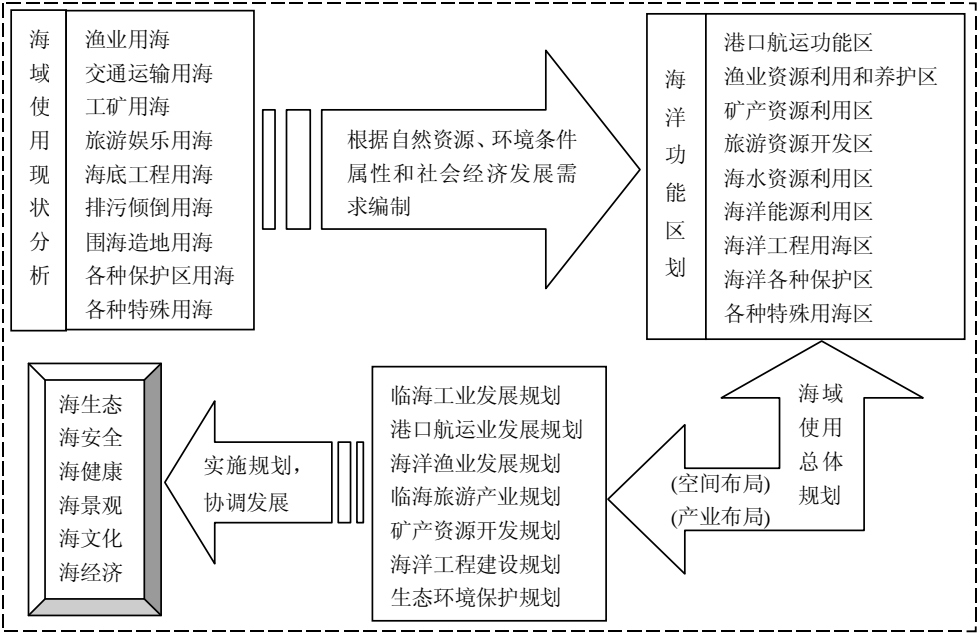 海域使用现状分析
渔业用海
交通运输用海
工矿用海
旅游娱乐用海
海底工程用海
排污倾倒用海
围海造地用海
各种保护区用海
各种特殊用海
根据自然资源、环境条件
属性和社会经济发展需
求编制
海洋功能区划
港口航运功能区
渔业资源利用和养护区
矿产资源利用区
旅游资源开发区
海水资源利用区
海洋能源利用区
海洋工程用海区
海洋各种保护区
各种特殊用海区
海域
使用
总体
规划
(空间布局)
(产业布局)
临海工业发展规划
港口航运业发展规划
海洋渔业发展规划
临海旅游产业规划
矿产资源开发规划
海洋工程建设规划
生态环境保护规划
实施规划，
协调发展
海生态
海安全
海健康
海景观
海文化
海经济